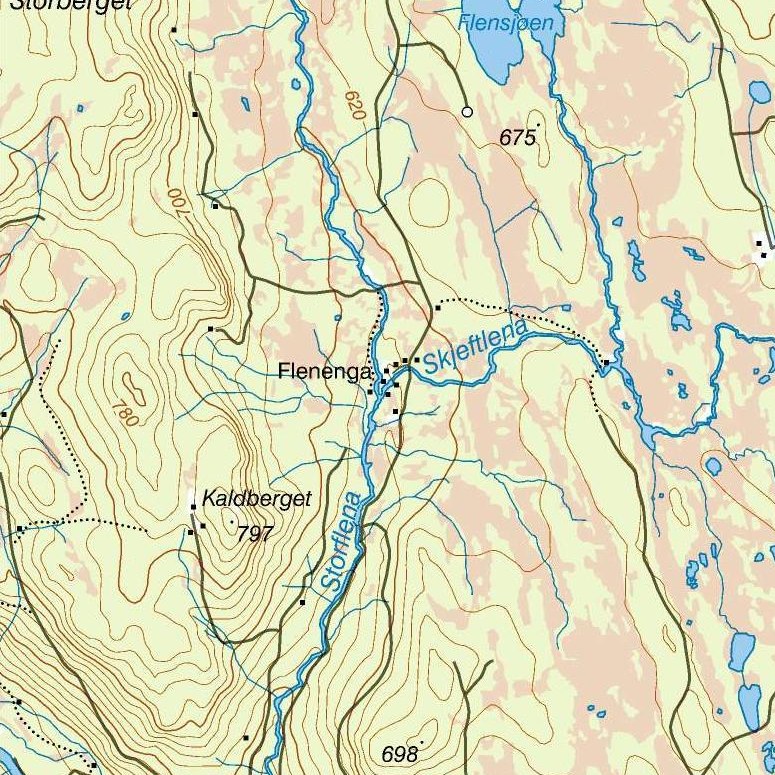 Storberget
Flensjøen
620
675
700
Skjeftlena
Flenenga
780
Kaldberget
797
Storflena
698